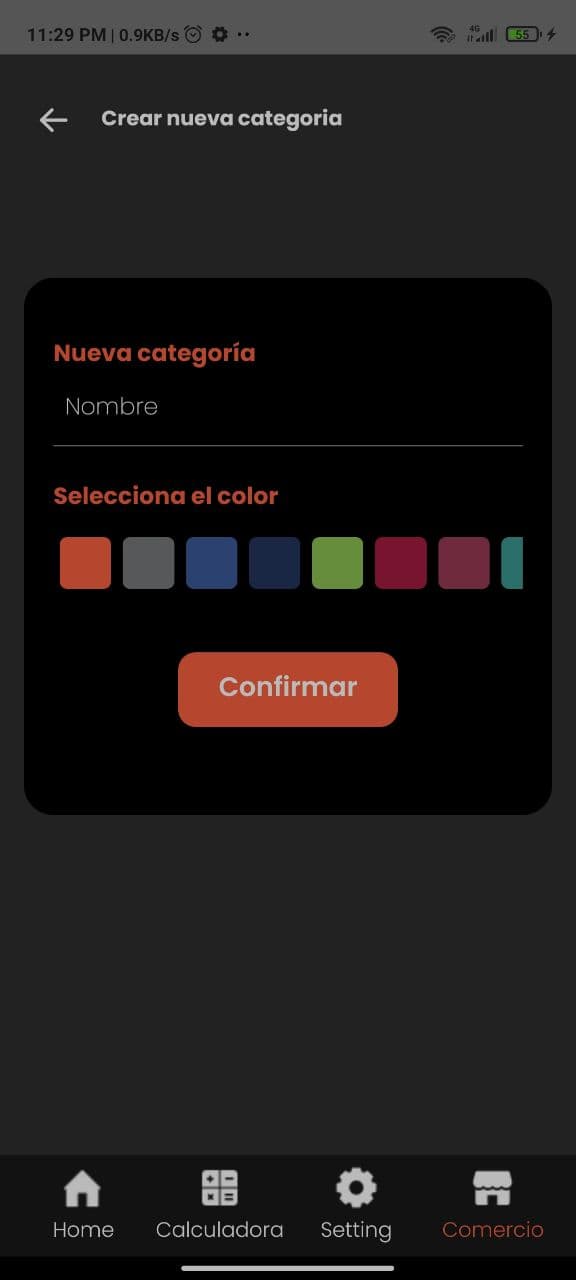 11:29 PM | 0.9KB/s
4G
55
Crear nueva categoria
Nueva categoría
Nombre
Selecciona el color
Confirmar
Home Calculadora Setting Comercio